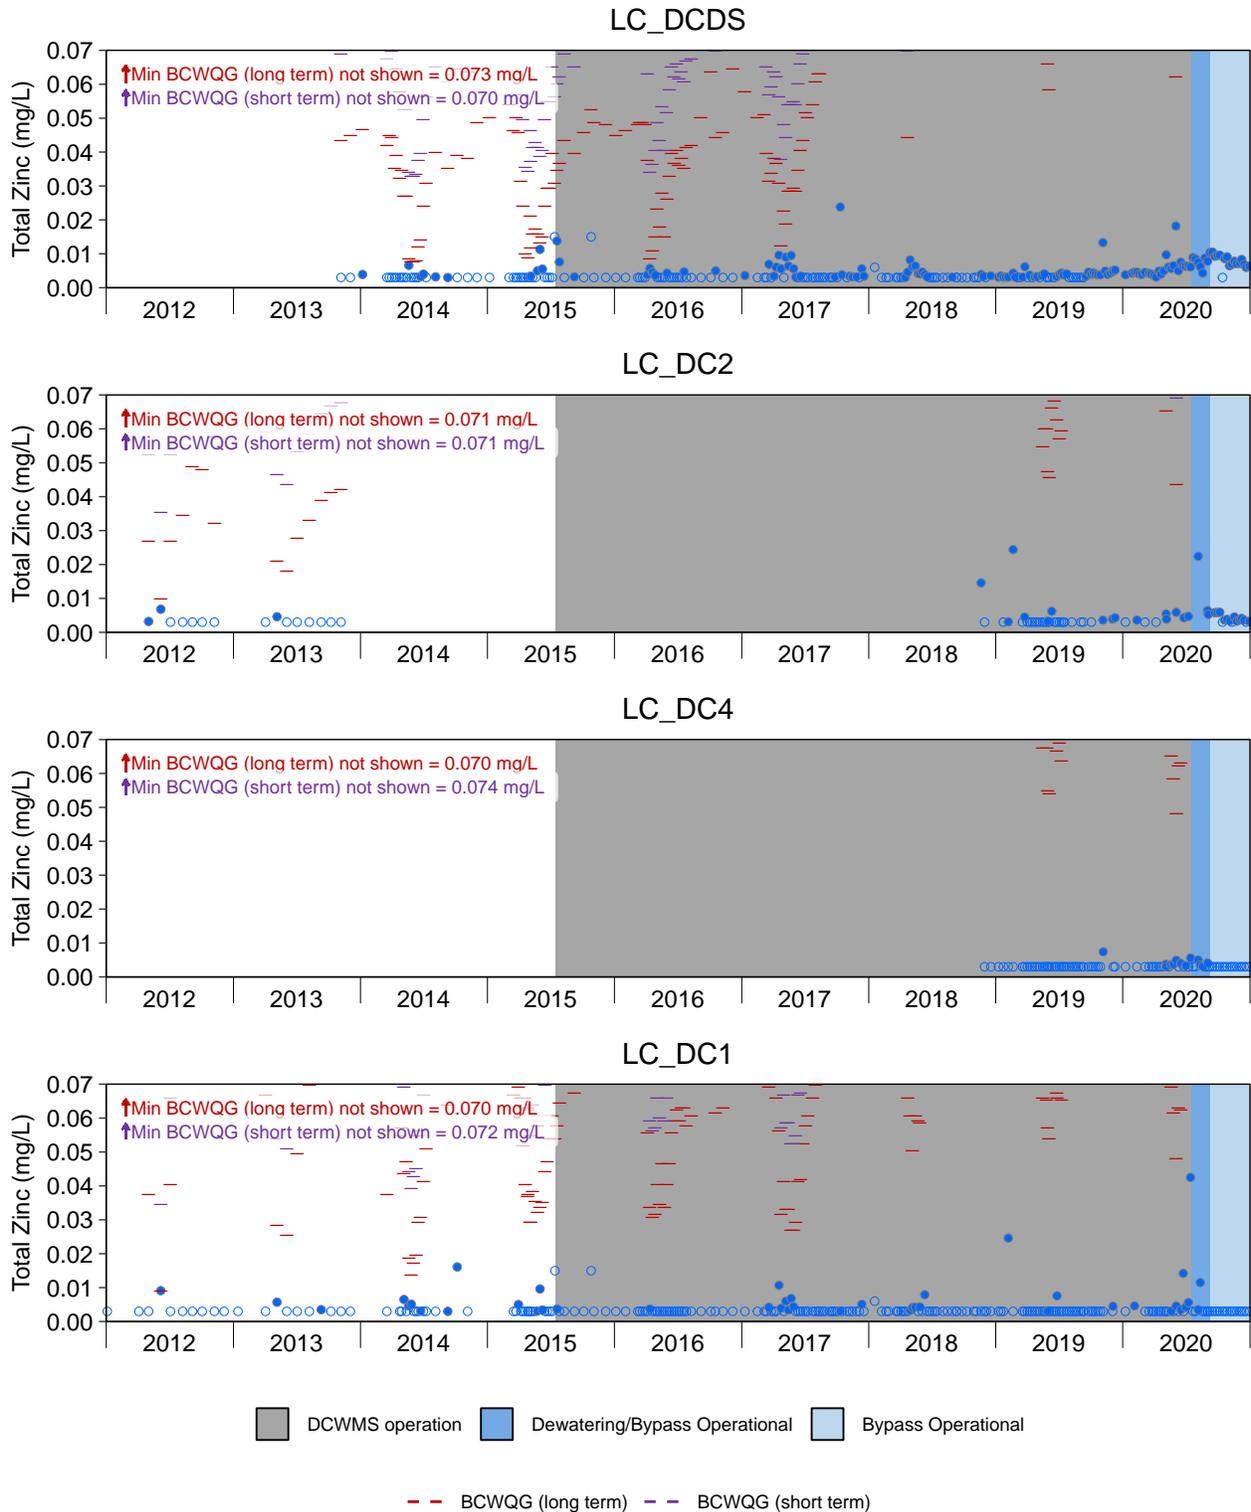 LC_DCDS
Total Zinc (mg/L)
0.07
0.06
0.05
0.04
0.03
0.02
0.01
0.00
Min BCWQG (long term) not shown = 0.073 mg/L
Min BCWQG (short term) not shown = 0.070 mg/L
2012 2013 2014 2015 2016 2017 2018 2019 2020
LC_DC2
Total Zinc (mg/L)
0.07
0.06
0.05
0.04
0.03
0.02
0.01
0.00
Min BCWQG (long term) not shown = 0.071 mg/L
Min BCWQG (short term) not shown = 0.071 mg/L
2012 2013 2014 2015 2016 2017 2018 2019 2020
LC_DC4
Total Zinc (mg/L)
0.07
0.06
0.05
0.04
0.03
0.02
0.01
0.00
Min BCWQG (long term) not shown = 0.070 mg/L
Min BCWQG (short term) not shown = 0.074 mg/L
2012 2013 2014 2015 2016 2017 2018 2019 2020
LC_DC1
Total Zinc (mg/L)
0.07
0.06
0.05
0.04
0.03
0.02
0.01
0.00
Min BCWQG (long term) not shown = 0.070 mg/L
Min BCWQG (short term) not shown = 0.072 mg/L
2012 2013 2014 2015 2016 2017 2018 2019 2020
DCWMS operation Dewatering/Bypass Operational Bypass Operational
BCWQG (long term) BCWQG (short term)